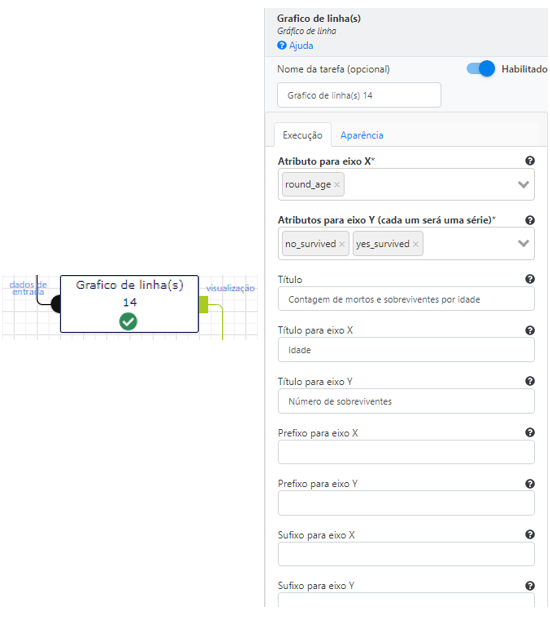 dados de
entrada
Grafico de linha(s)
14
visualização
Grafico de linha(s)
Gráfico de linha
Ajuda
Nome da tarefa (opcional)
Habilitado
Grafico de linha(s) 14
Execução Aparência
Atributo para eixo X*
round_age ×
Atributos para eixo Y (cada um será uma série)*
no_survived × yes_survived ×
Título
Contagem de mortos e sobreviventes por idade
Título para eixo X
Idade
Título para eixo Y
Número de sobreviventes
Prefixo para eixo X
Prefixo para eixo Y
Sufixo para eixo X
Sufixo para eixo Y